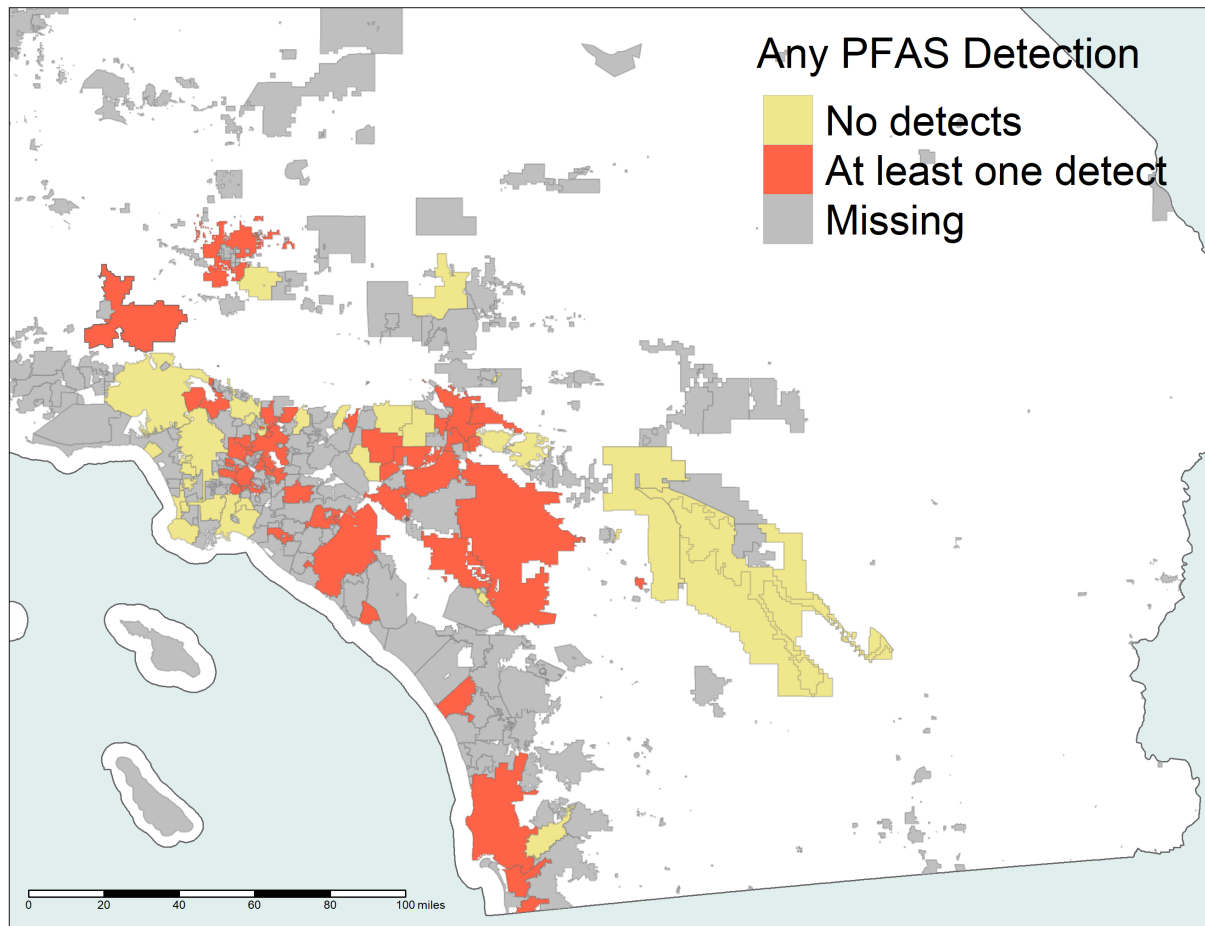 Any PFAS Detection
No detects
At least one detect
Missing
0 20 40 60 80 100 miles